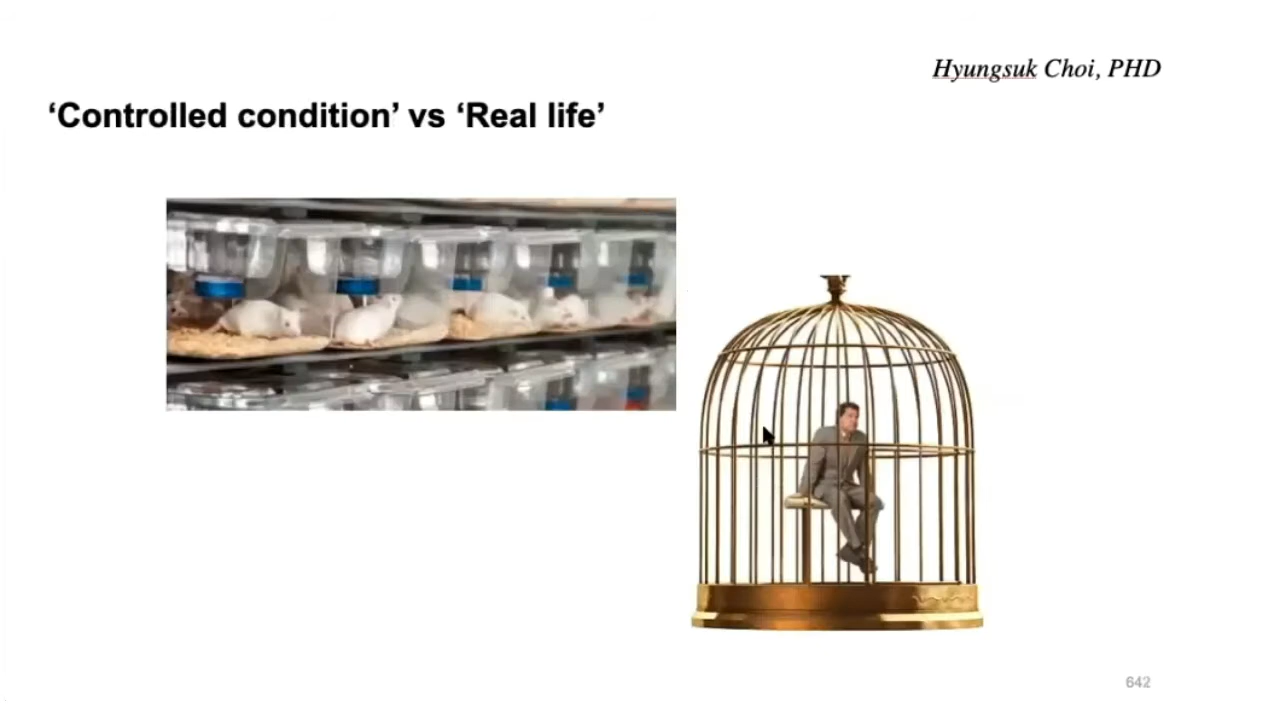 Hyungsuk Choi, PHD
‘Controlled condition’ vs ‘Real life’
642